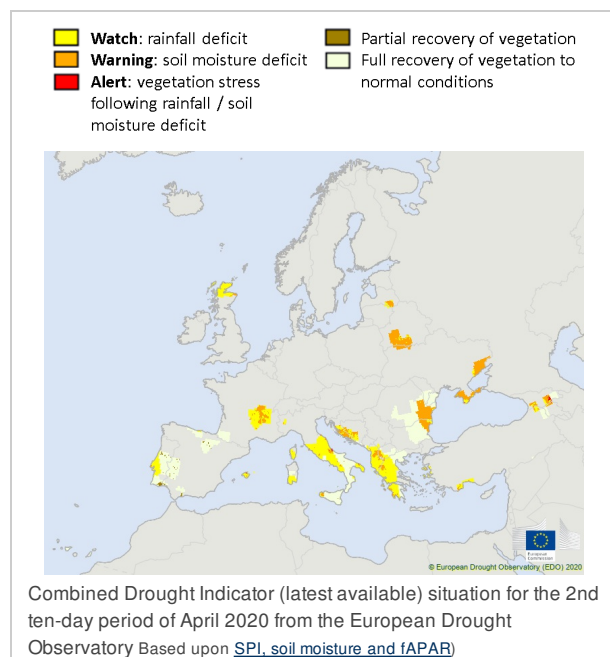 Watch: rainfall deficit
Warning: soil moisture deficit
Alert: vegetation stress
following rainfall / soil
moisture deficit
Partial recovery of vegetation
Full recovery of vegetation to
normal conditions
European
Commission
© European Drought Observatory (EDO) 2020
Combined Drought Indicator (latest available) situation for the 2nd
ten-day period of April 2020 from the European Drought
Observatory Based upon SPI, soil moisture and fAPAR)